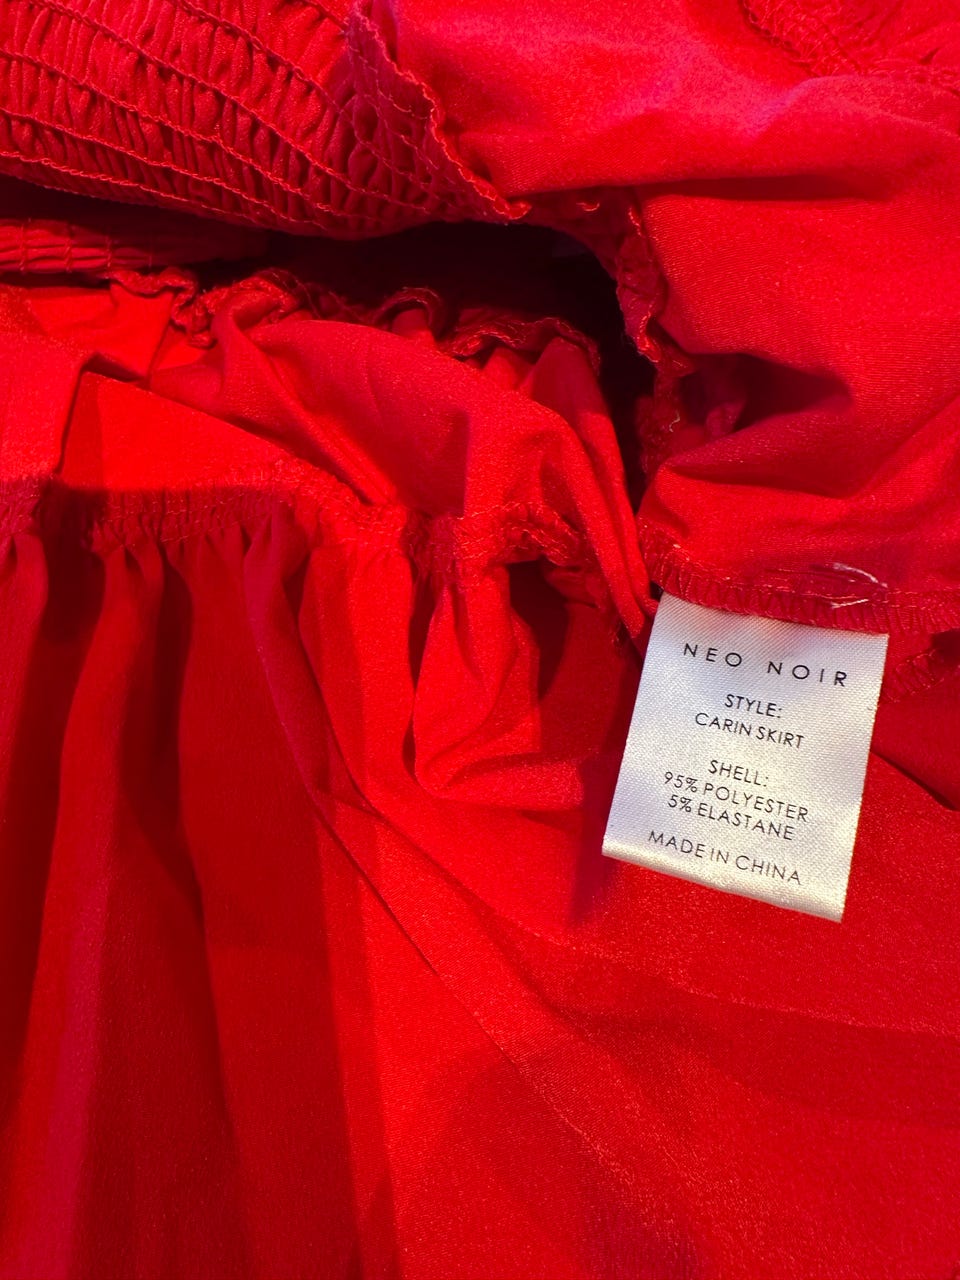 NEO NOIR
STYLE:
CARIN SKIRT
SHELL:
95% POLYESTER
5% ELASTANE
MADE IN CHINA